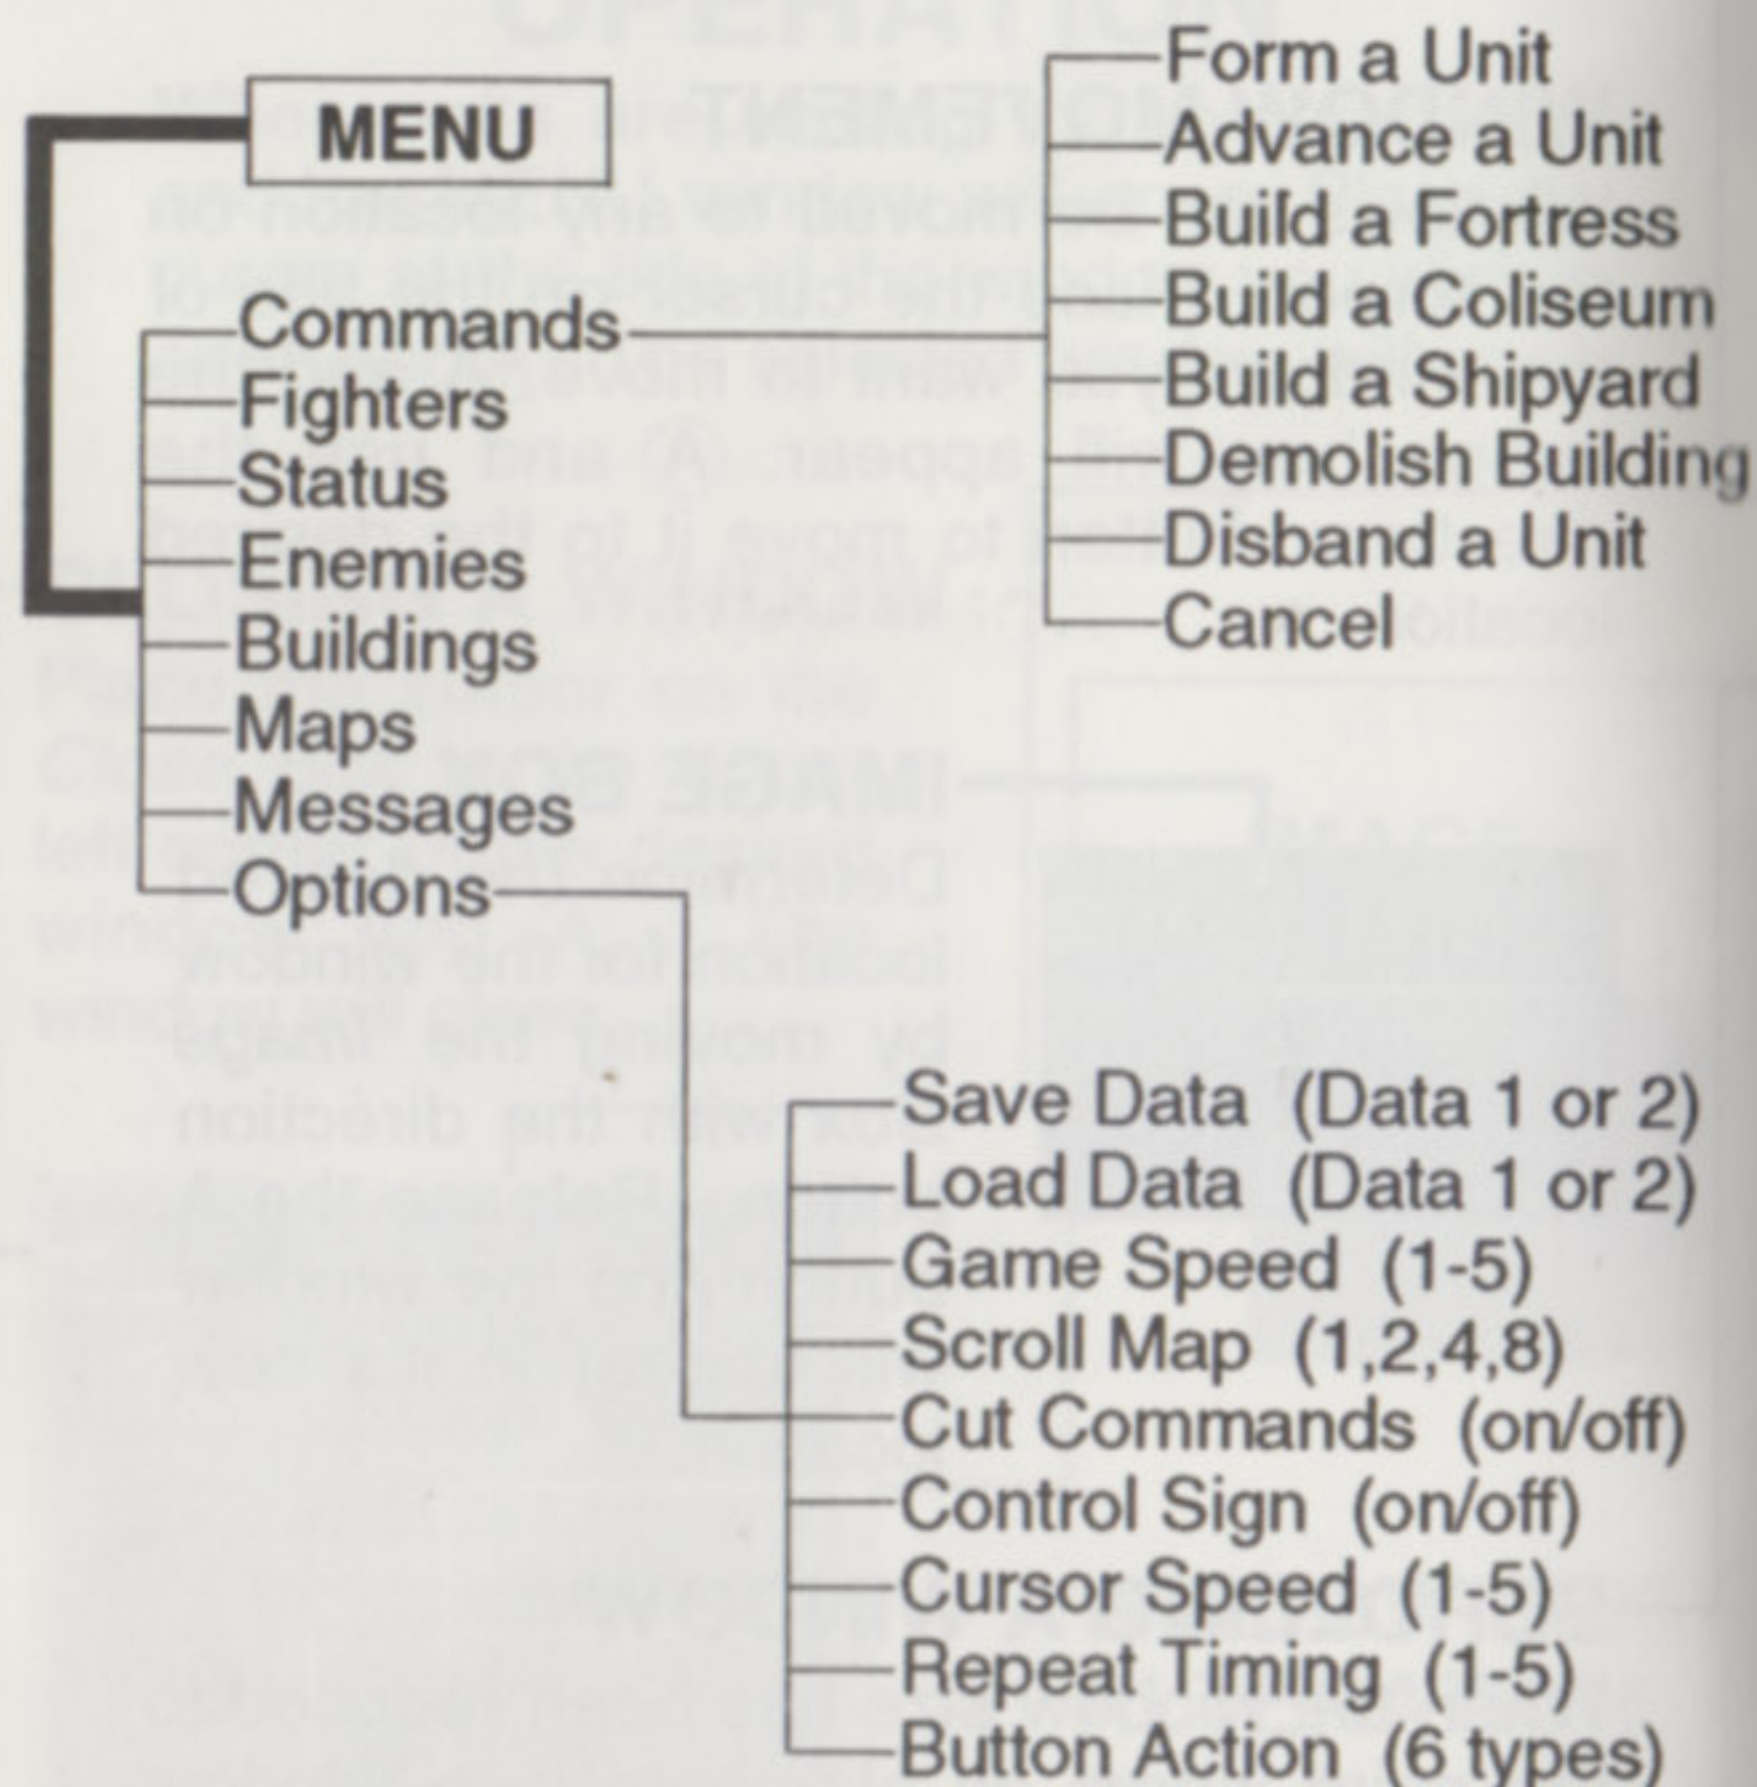 MENU
Commands
Fighters
Status
Enemies
Buildings
Maps
Messages
Options
Form a Unit
Advance a Unit
Build a Fortress
Build a Coliseum
Build a Shipyard
Demolish Building
Disband a Unit
Cancel
Save Data (Data 1 or 2)
Load Data (Data 1 or 2)
Game Speed (1-5)
Scroll Map (1,2,4,8)
Cut Commands (on/off)
Control Sign (on/off)
Cursor Speed (1-5)
Repeat Timing (1-5)
Button Action (6 types)